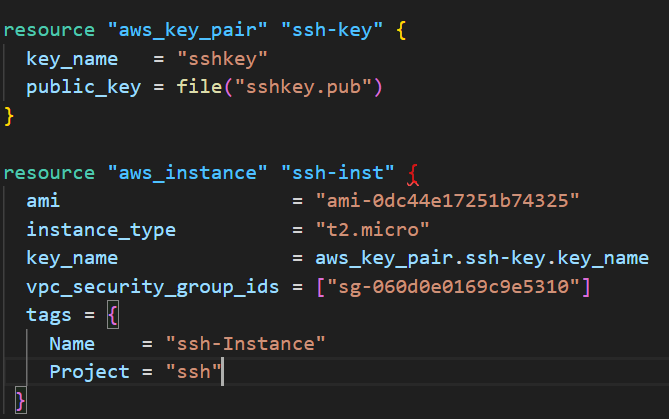 resource "aws_key_pair" "ssh-key" {
  key_name   = "sshkey"
  public_key = file("sshkey.pub")
}

resource "aws_instance" "ssh-inst" {
  ami                    = "ami-0dc44e17251b74325"
  instance_type          = "t2.micro"
  key_name               = aws_key_pair.ssh-key.key_name
  vpc_security_group_ids = ["sg-060d0e0169c9e5310"]
  tags = {
    Name    = "ssh-Instance"
    Project = "ssh"
 }